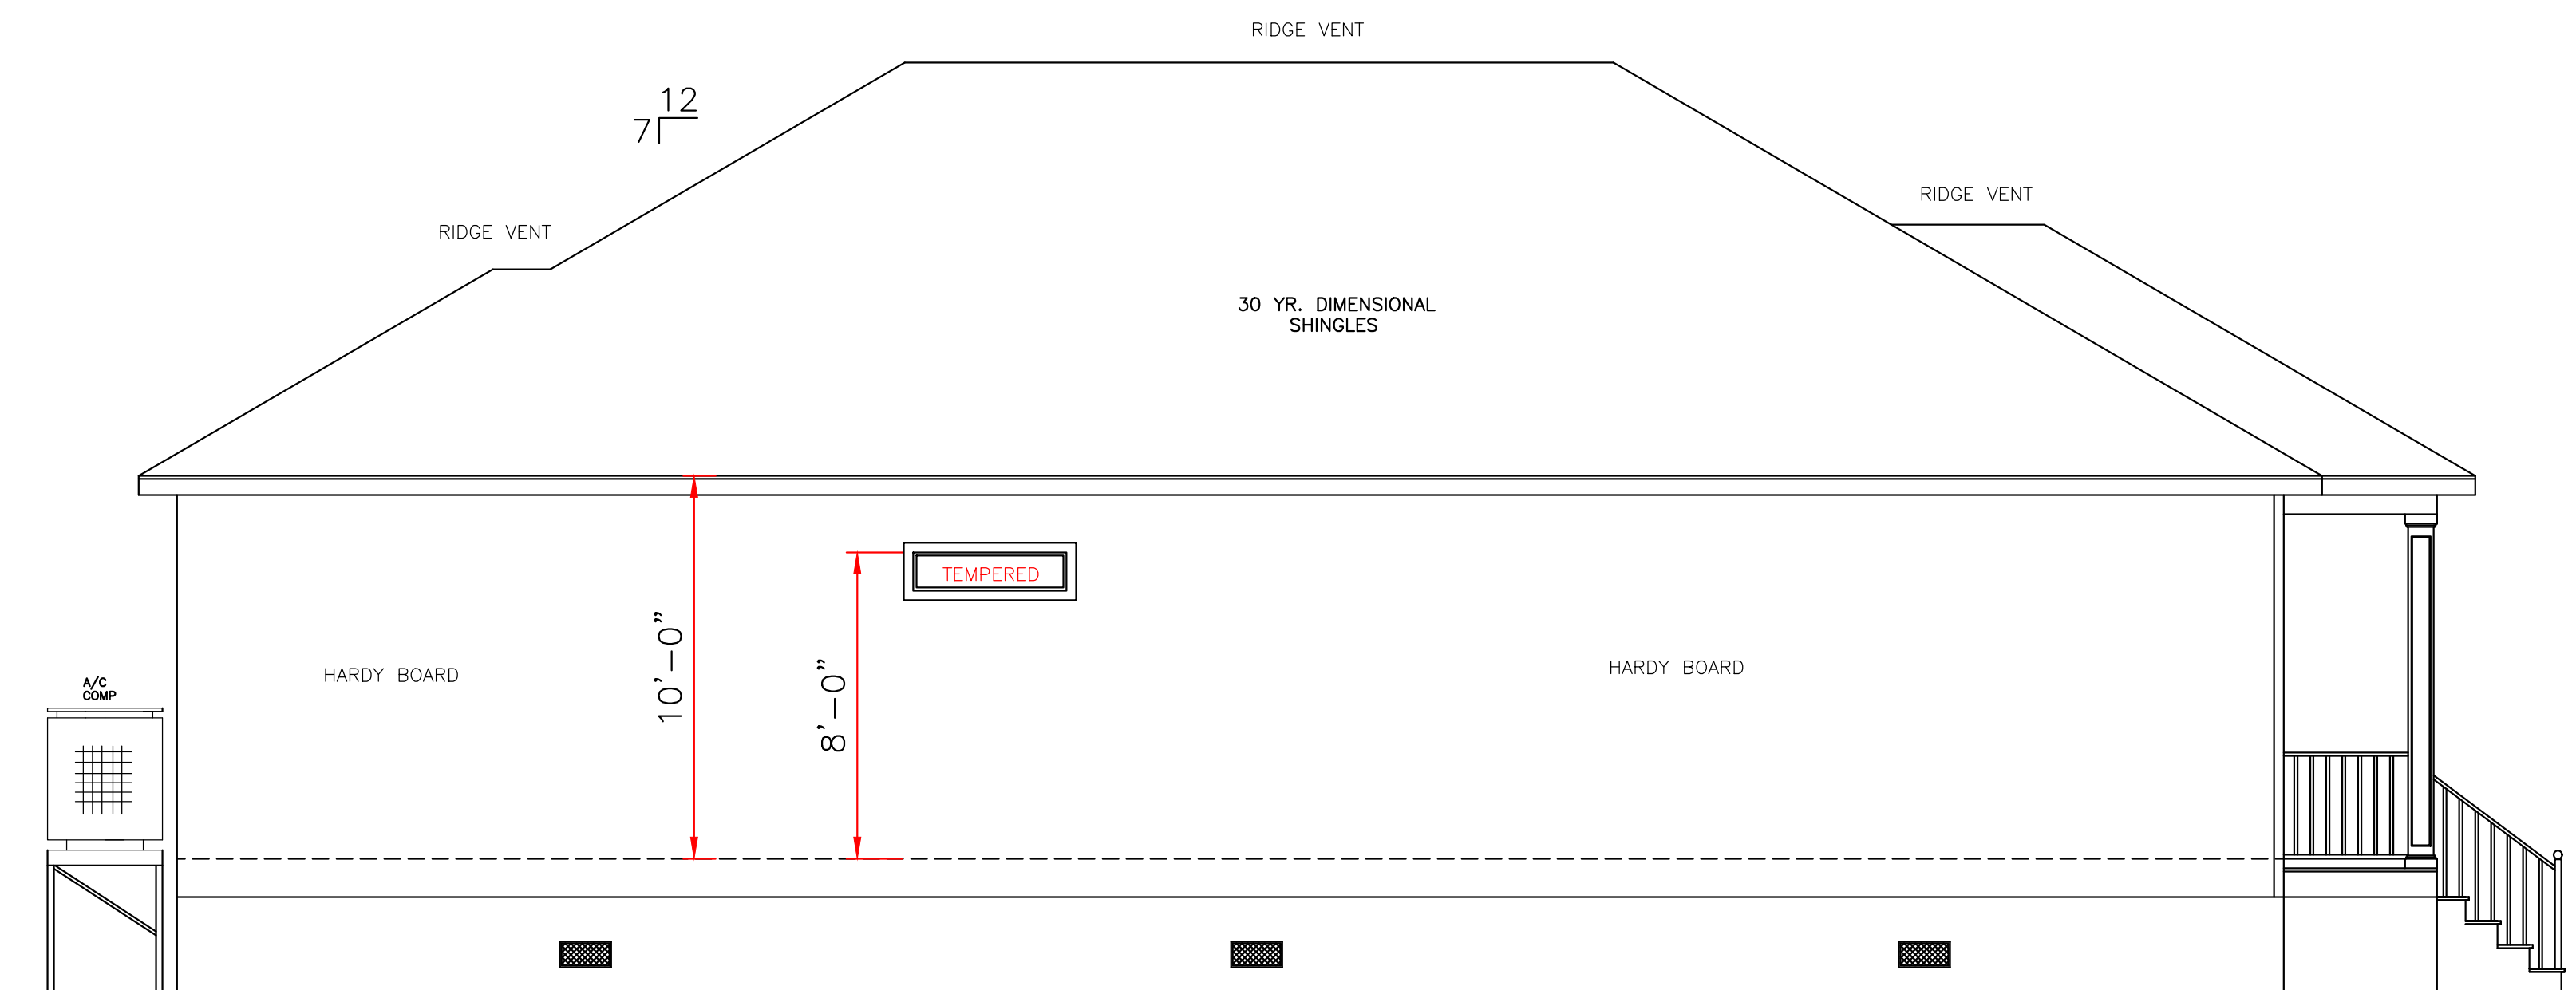 RIDGE VENT
12
7
RIDGE VENT
RIDGE VENT
30 YR. DIMENSIONAL
SHINGLES
TEMPERED
10'-0"
8'-0"
HARDY BOARD
HARDY BOARD
A/C
COMP